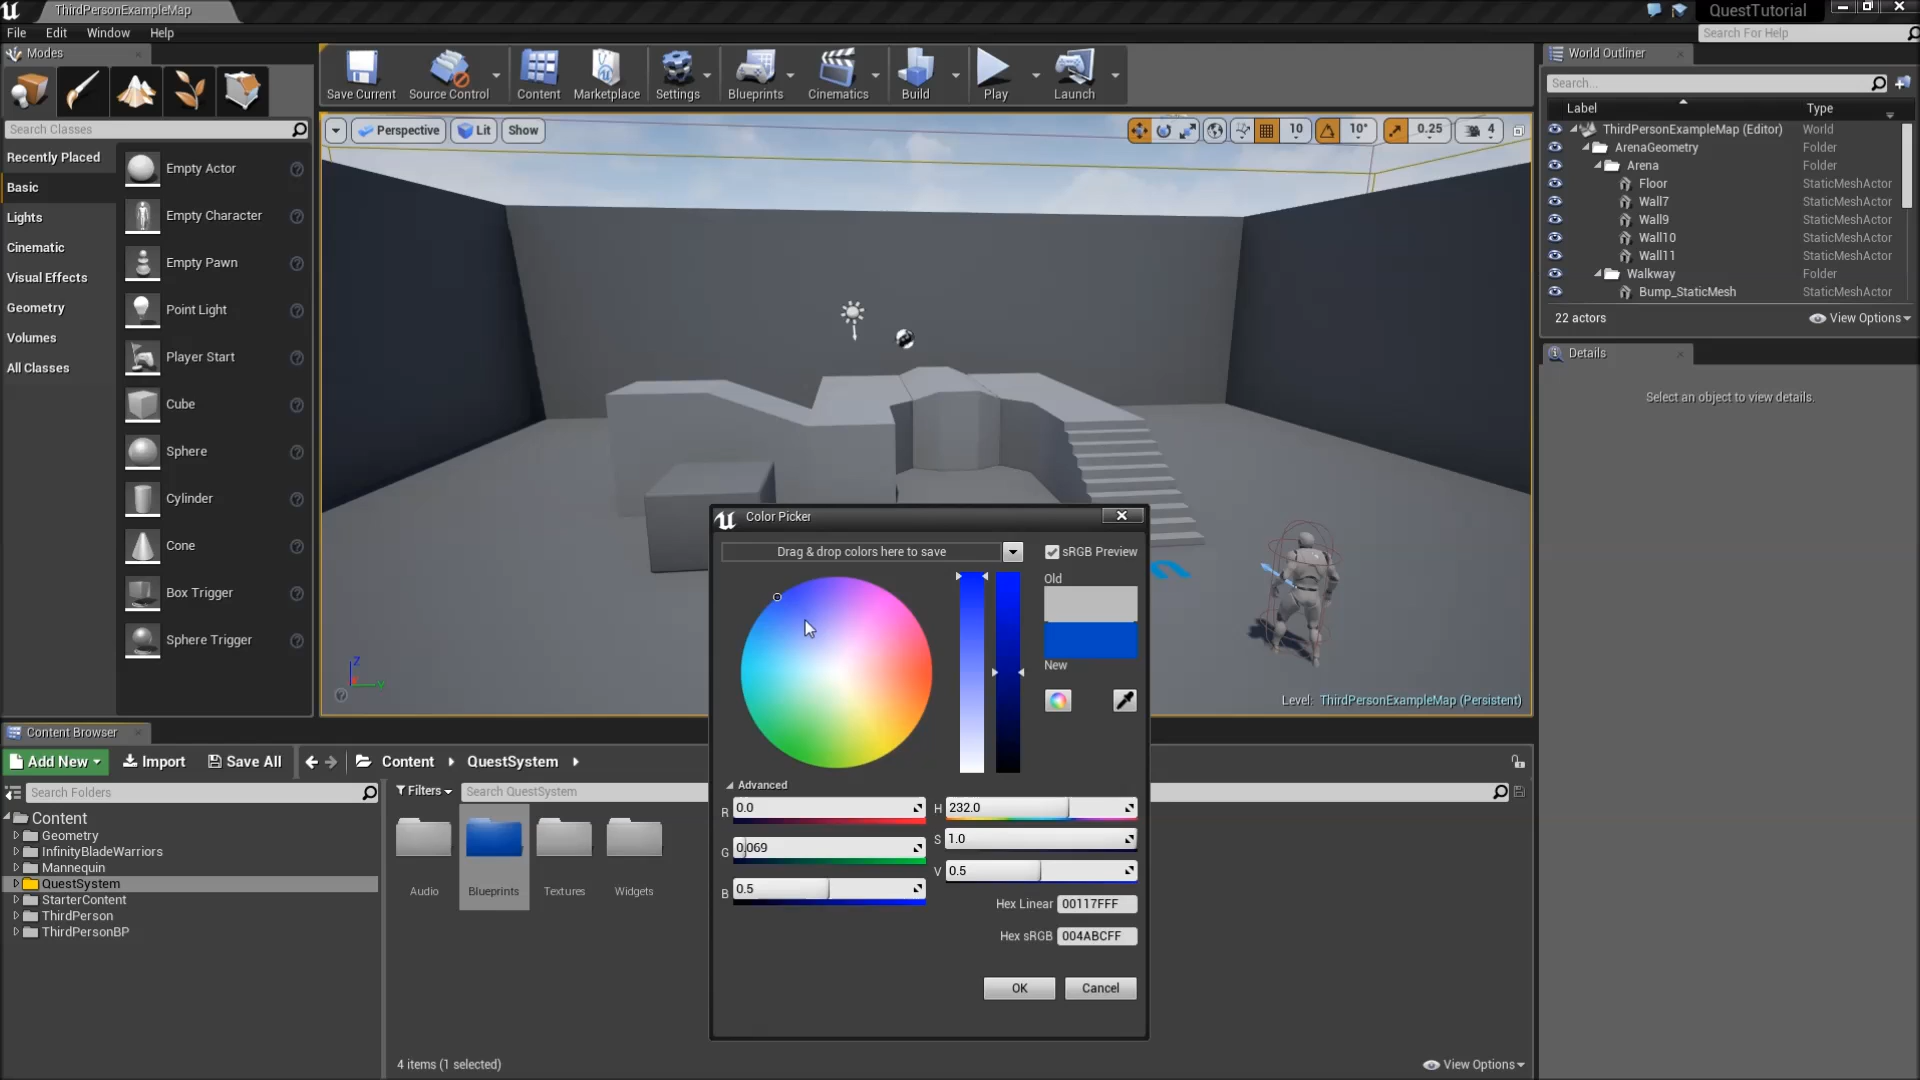 ThirdPersonExampleMap
QuestTutorial
File Edit Window Help
Search For Help
Modes
Search Classes
Recently Placed
Basic
Lights
Cinematic
Visual Effects
Geometry
Volumes
All Classes
Empty Actor
Empty Character
Empty Pawn
Point Light
Player Start
Cube
Sphere
Cylinder
Cone
Box Trigger
Sphere Trigger
Save Current
Source Control
Content
Marketplace
Settings
Blueprints
Cinematics
Build
Play
Launch
Perspective
Lit
Show
10
10°
0.25
4
Z
Y
Level: ThirdPersonExampleMap (Persistent)
World Outliner
Search...
Label Type
ThirdPersonExampleMap (Editor) World
ArenaGeometry Folder
Arena Folder
Floor StaticMeshActor
Wall7 StaticMeshActor
Wall9 StaticMeshActor
Wall10 StaticMeshActor
Wall11 StaticMeshActor
Walkway Folder
Bump_StaticMesh StaticMeshActor
22 actors
View Options
Details
Select an object to view details.
Color Picker
Drag & drop colors here to save
sRGB Preview
Old
New
Advanced
R 0.0
G 0.069
B 0.5
H 232.0
S 1.0
V 0.5
Hex Linear 00117FFF
Hex sRGB 004ABCFF
OK
Cancel
Content Browser
Add New
Import
Save All
Content
QuestSystem
Search Folders
Filters
Search QuestSystem
Content
Geometry
InfinityBladeWarriors
Mannequin
QuestSystem
StarterContent
ThirdPerson
ThirdPersonBP
Audio
Blueprints
Textures
Widgets
4 items (1 selected)
View Options